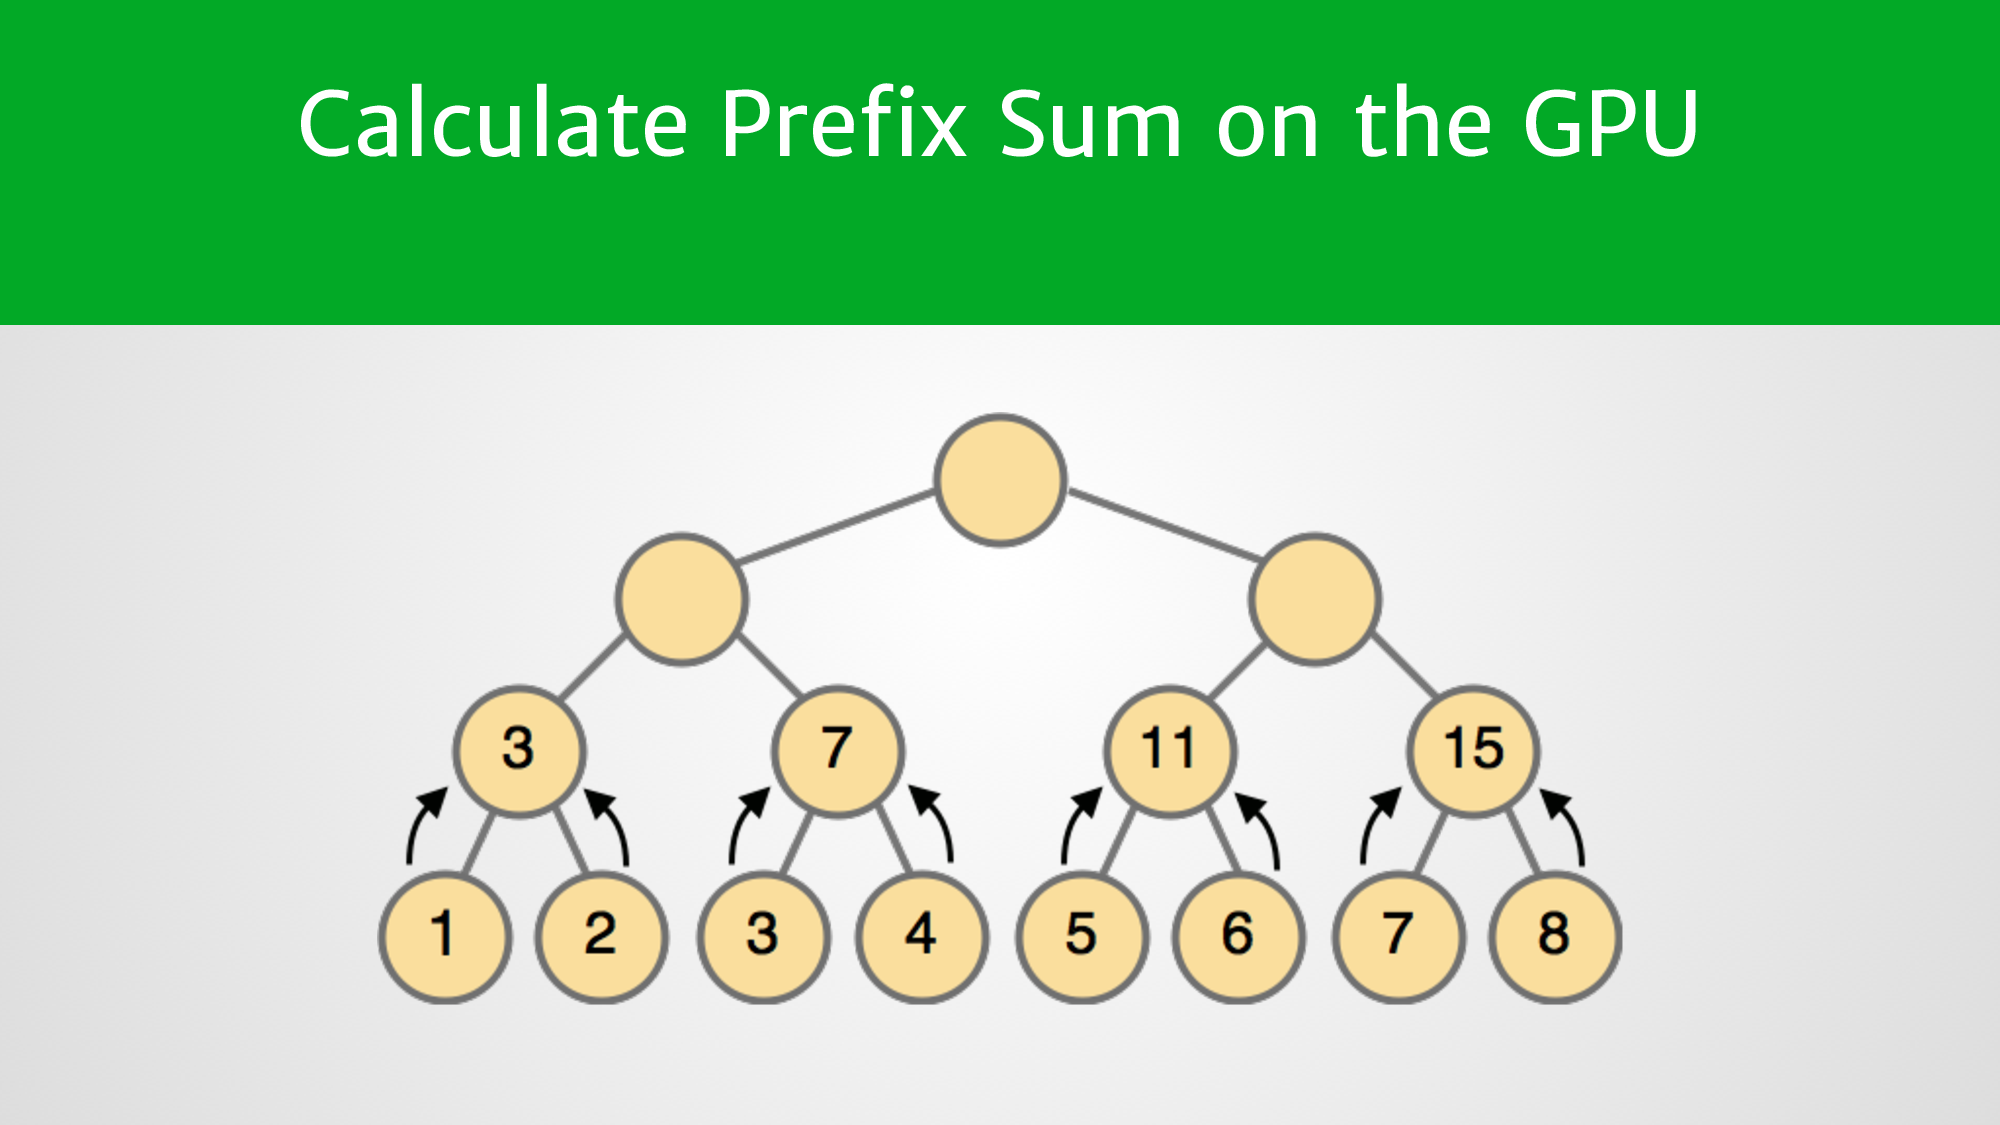 Calculate Prefix Sum on the GPU
3 7 11 15
1 2 3 4 5 6 7 8